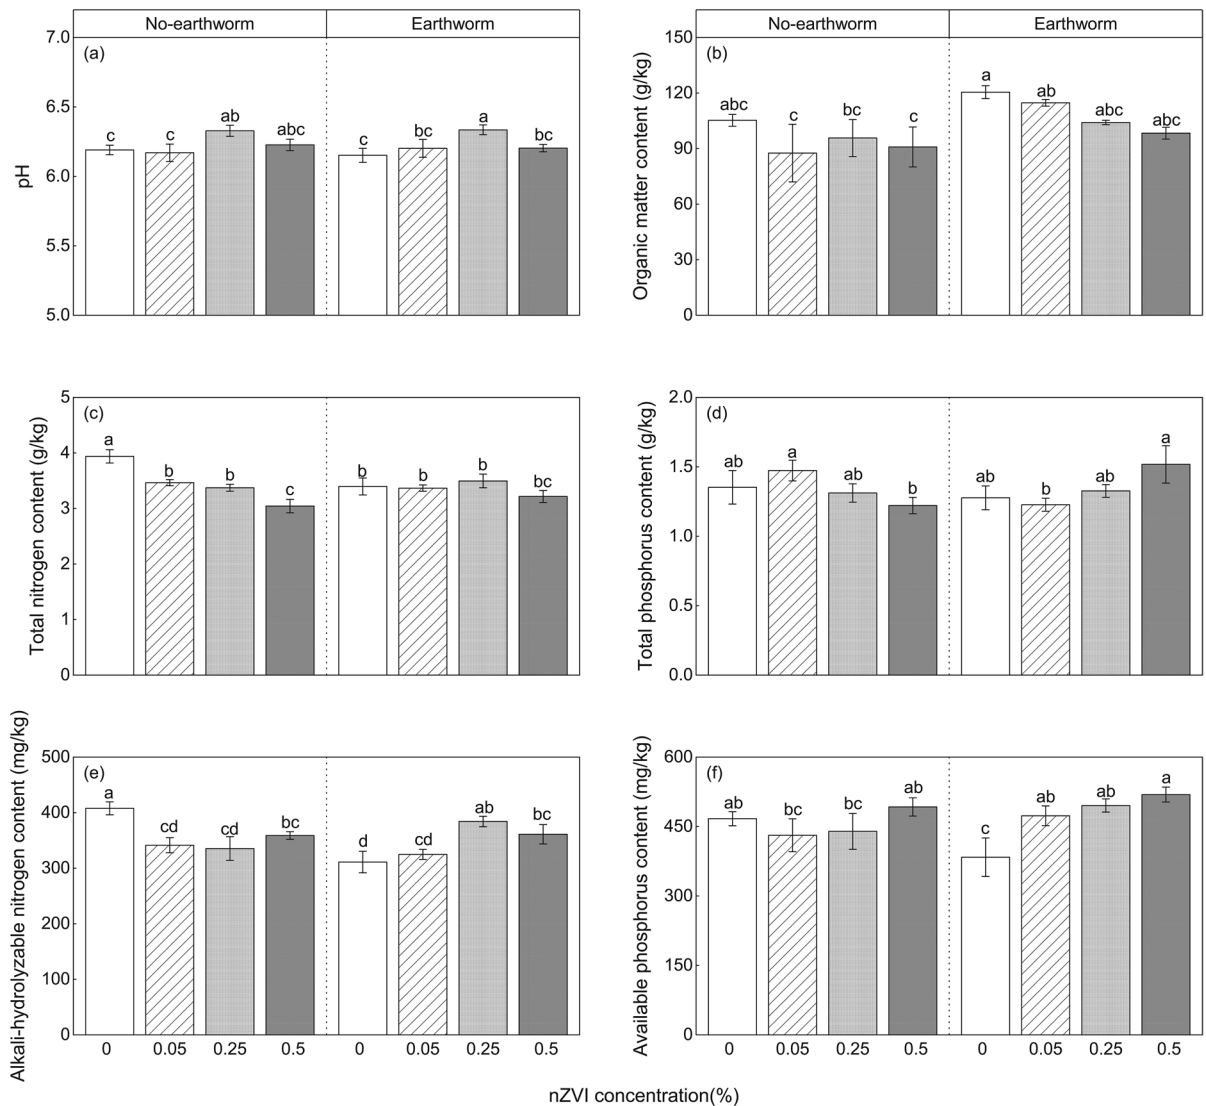 No-earthworm Earthworm
7.0
(a)
6.5
6.0
5.5
5.0
pH
c c ab abc c bc a bc
No-earthworm Earthworm
150
(b)
120
90
60
30
0
Organic matter content (g/kg)
abc c bc c a ab abc abc
5
(c)
4
3
2
1
0
Total nitrogen content (g/kg)
a b b c b b b bc
2.0
(d)
1.5
1.0
0.5
0.0
Total phosphorus content (g/kg)
ab a ab b ab b ab a
500
(e)
400
300
200
100
0
Alkali-hydrolyzable nitrogen content (mg/kg)
a cd cd bc d cd ab bc
0 0.05 0.25 0.5 0 0.05 0.25 0.5
600
(f)
450
300
150
0
Available phosphorus content (mg/kg)
ab bc bc ab c ab ab a
0 0.05 0.25 0.5 0 0.05 0.25 0.5
nZVI concentration(%)